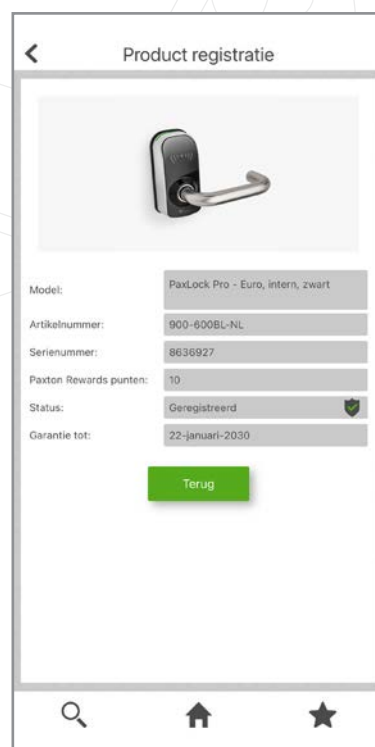 Product registratie
Model: PaxLock Pro - Euro, intern, zwart
Artikelnummer: 900-600BL-NL
Serienummer: 8636927
Paxton Rewards punten: 10
Status: Geregistreerd
Garantie tot: 22-januari-2030
Terug